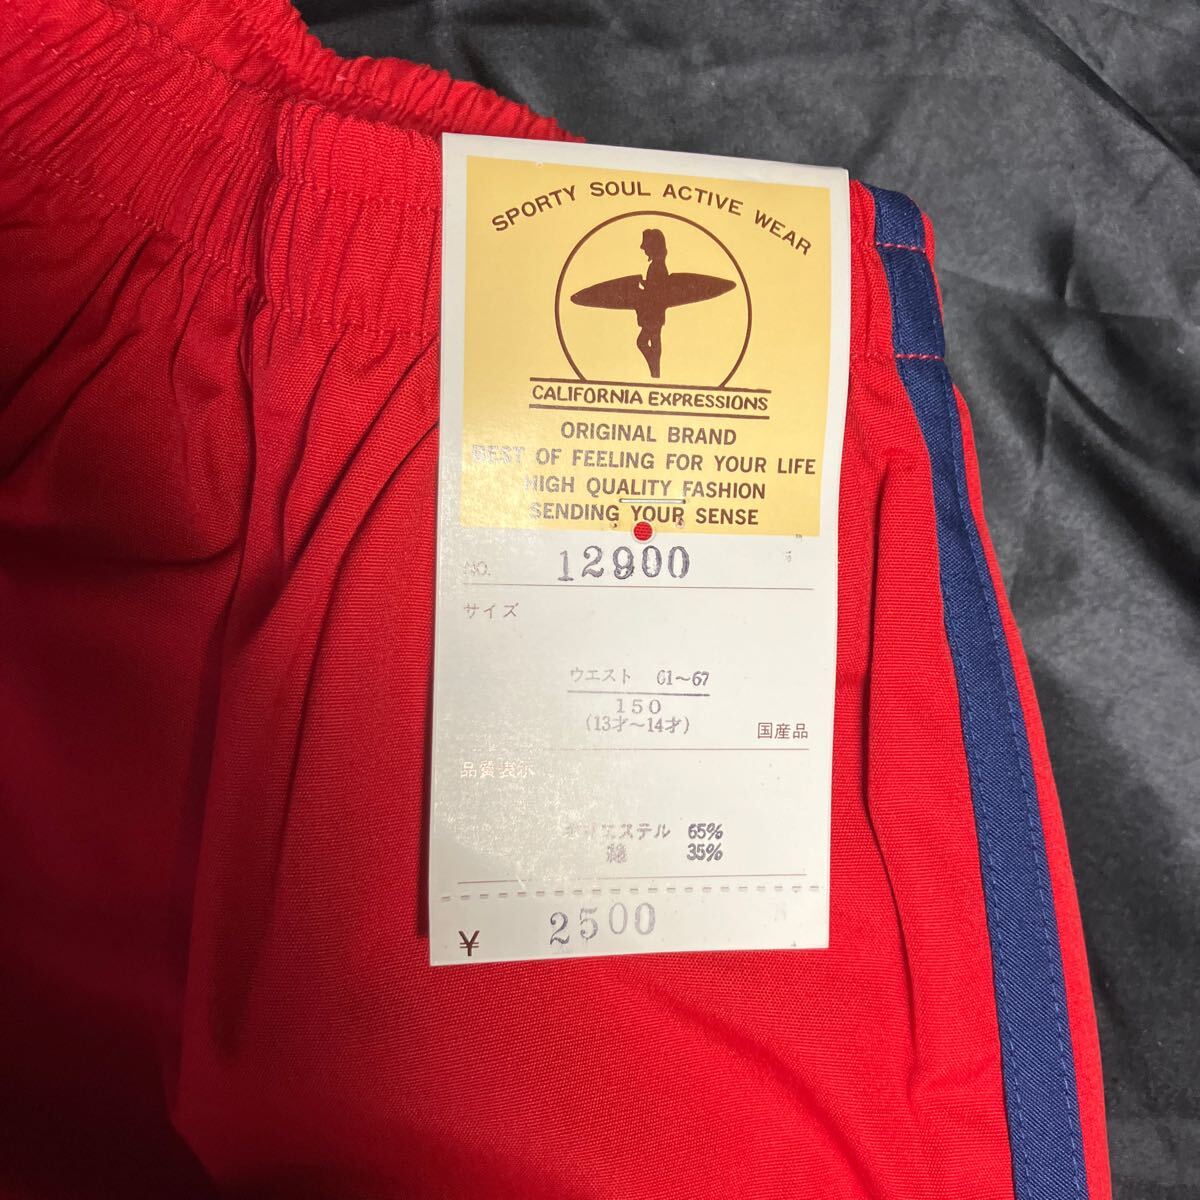 SPORTY SOUL ACTIVE WEAR
CALIFORNIA EXPRESSIONS
ORIGINAL BRAND
BEST OF FEELING FOR YOUR LIFE
HIGH QUALITY FASHION
SENDING YOUR SENSE
NO. 12900
サイズ
ウエスト 61〜67
150
(13才〜14才)
国産品
品質表示
ポリエステル 65%
綿 35%
¥ 2500